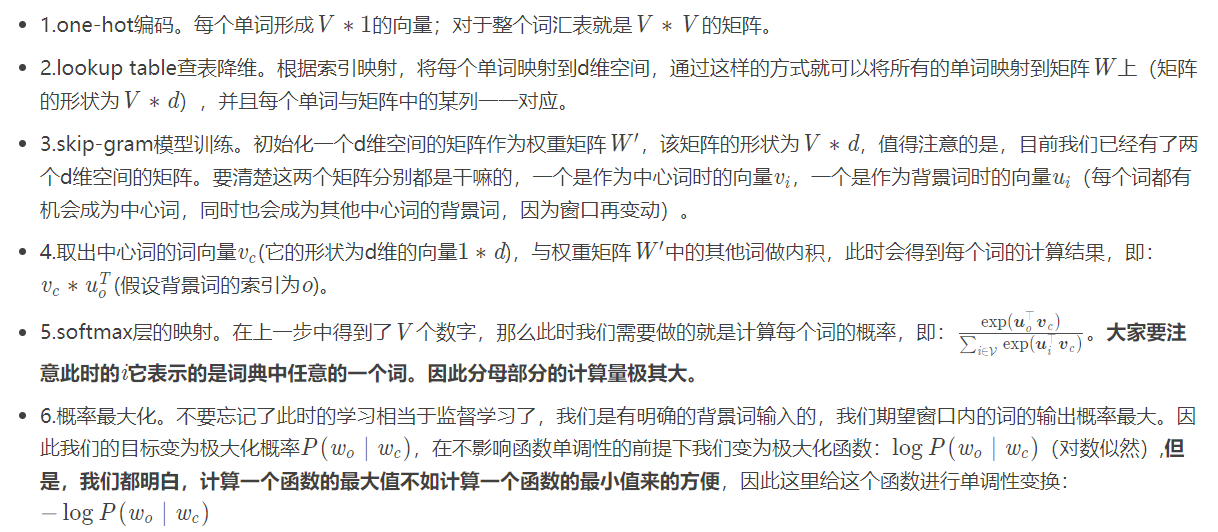 • 1.one-hot编码。每个单词形成V ∗ 1的向量；对于整个词汇表就是V ∗ V的矩阵。
• 2.lookup table查表降维。根据索引映射，将每个单词映射到d维空间，通过这样的方式就可以将所有的单词映射到矩阵W上（矩阵
的形状为V ∗ d），并且每个单词与矩阵中的某列一一对应。
• 3.skip-gram模型训练。初始化一个d维空间的矩阵作为权重矩阵W′，该矩阵的形状为V ∗ d，值得注意的是，目前我们已经有了两
个d维空间的矩阵。要清楚这两个矩阵分别都是干嘛的，一个是作为中心词时的向量v_i，一个是作为背景词时的向量u_i（每个词都有
机会成为中心词，同时也会成为其他中心词的背景词，因为窗口再变动）。
• 4.取出中心词的词向量v_c(它的形状为d维的向量1 ∗ d)，与权重矩阵W′中的其他词做内积，此时会得到每个词的计算结果，即：
v_c ∗ u_o^T(假设背景词的索引为o)。
• 5.softmax层的映射。在上一步中得到了V个数字，那么此时我们需要做的就是计算每个词的概率，即：exp(u_o^⊤ v_c) / ∑_{i∈𝒱} exp(u_i^⊤ v_c)。大家要注
意此时的i它表示的是词典中任意的一个词。因此分母部分的计算量极其大。
• 6.概率最大化。不要忘记了此时的学习相当于监督学习了，我们是有明确的背景词输入的，我们期望窗口内的词的输出概率最大。因
此我们的目标变为极大化概率P(w_o ∣ w_c)，在不影响函数单调性的前提下我们变为极大化函数：log P(w_o ∣ w_c)（对数似然）,但
是，我们都明白，计算一个函数的最大值不如计算一个函数的最小值来的方便，因此这里给这个函数进行单调性变换：
−log P(w_o ∣ w_c)